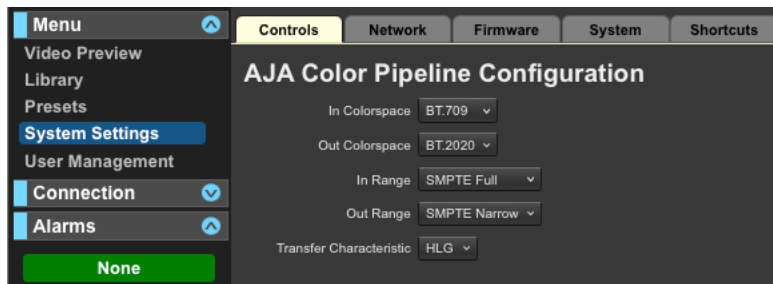 Menu
Video Preview
Library
Presets
System Settings
User Management
Connection
Alarms
None
Controls Network Firmware System Shortcuts
AJA Color Pipeline Configuration
In Colorspace BT.709
Out Colorspace BT.2020
In Range SMPTE Full
Out Range SMPTE Narrow
Transfer Characteristic HLG